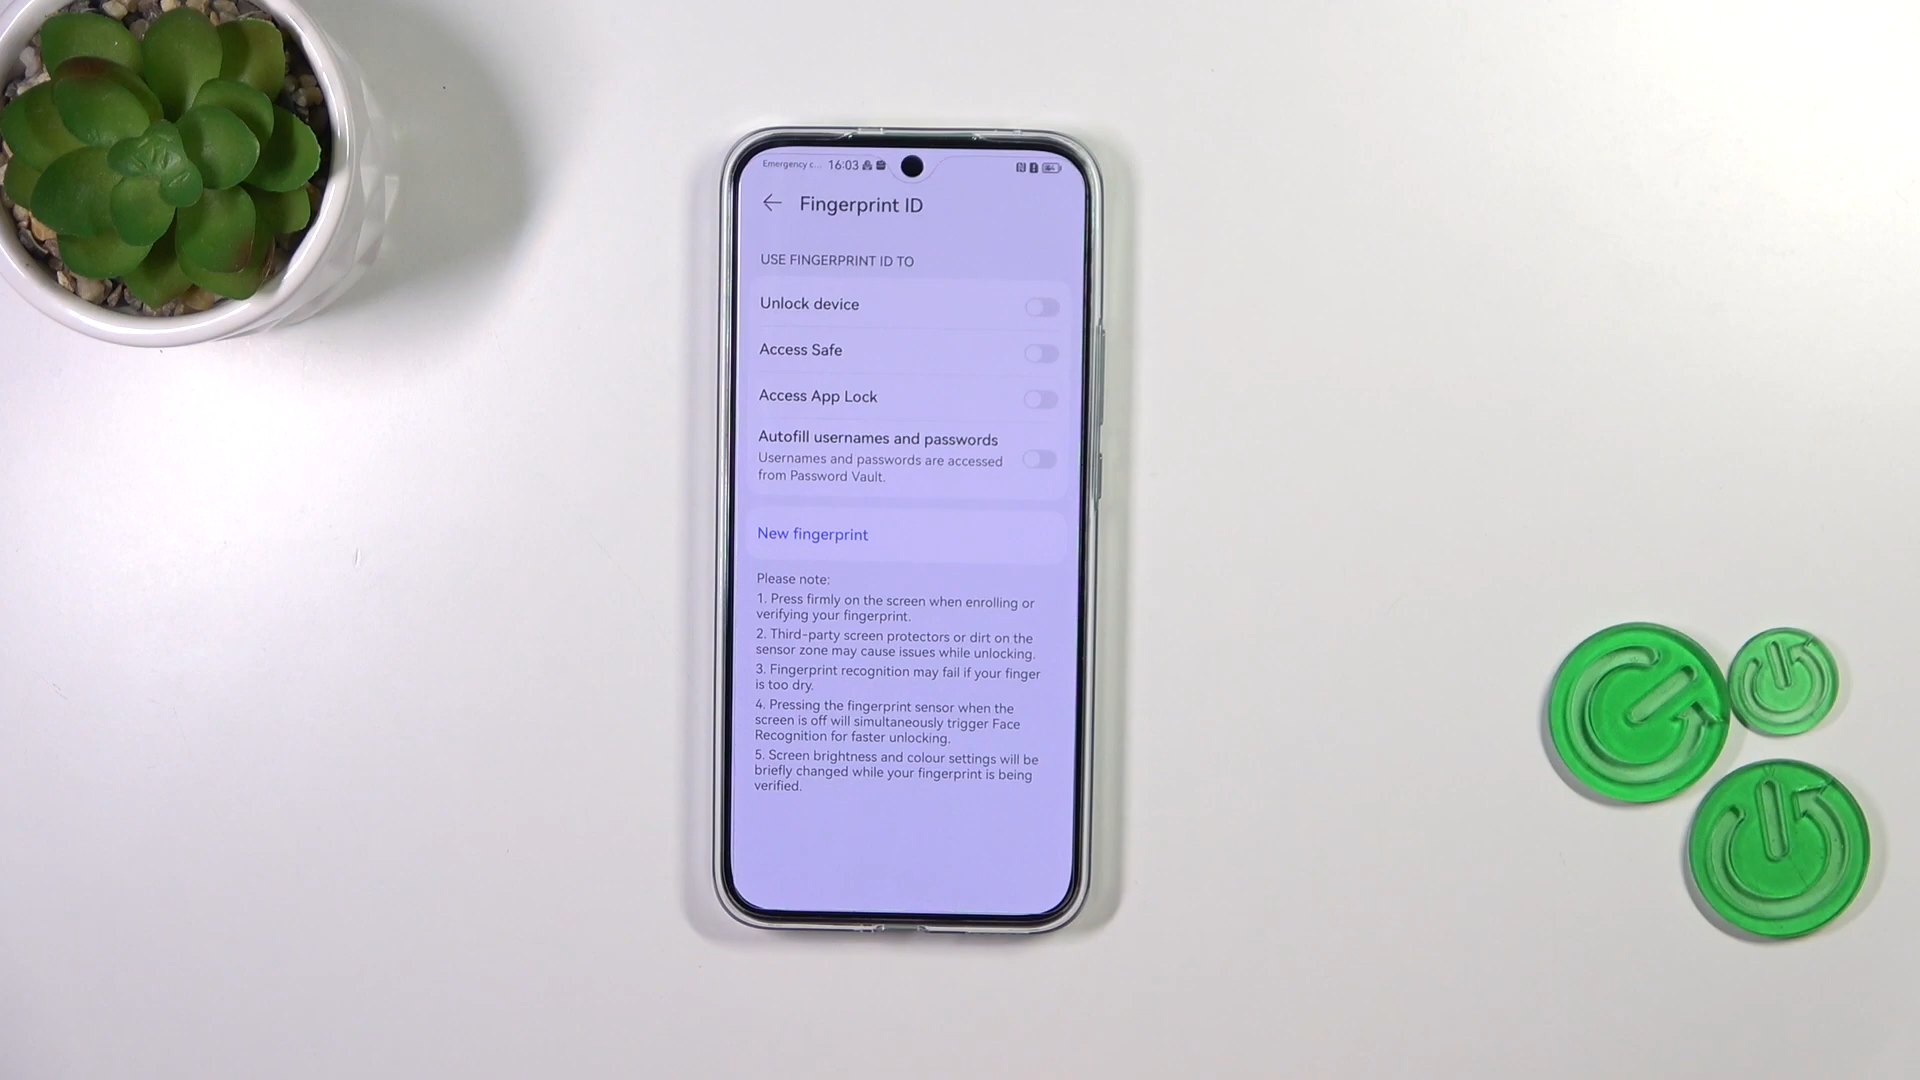 Emergency c... 16:03
Fingerprint ID
USE FINGERPRINT ID TO
Unlock device
Access Safe
Access App Lock
Autofill usernames and passwords
Usernames and passwords are accessed
from Password Vault.
New fingerprint
Please note:
1. Press firmly on the screen when enrolling or
verifying your fingerprint.
2. Third-party screen protectors or dirt on the
sensor zone may cause issues while unlocking.
3. Fingerprint recognition may fail if your finger
is too dry.
4. Pressing the fingerprint sensor when the
screen is off will simultaneously trigger Face
Recognition for faster unlocking.
5. Screen brightness and colour settings will be
briefly changed while your fingerprint is being
verified.